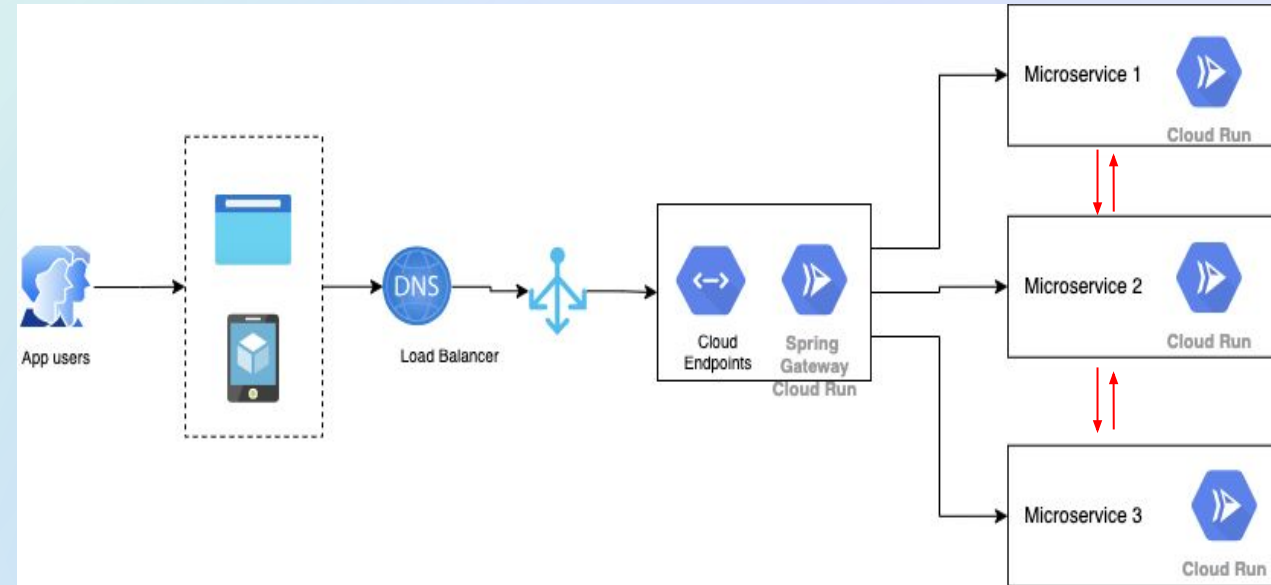 App users
DNS
Load Balancer
Cloud
Endpoints
Spring
Gateway
Cloud Run
Microservice 1
Cloud Run
Microservice 2
Cloud Run
Microservice 3
Cloud Run